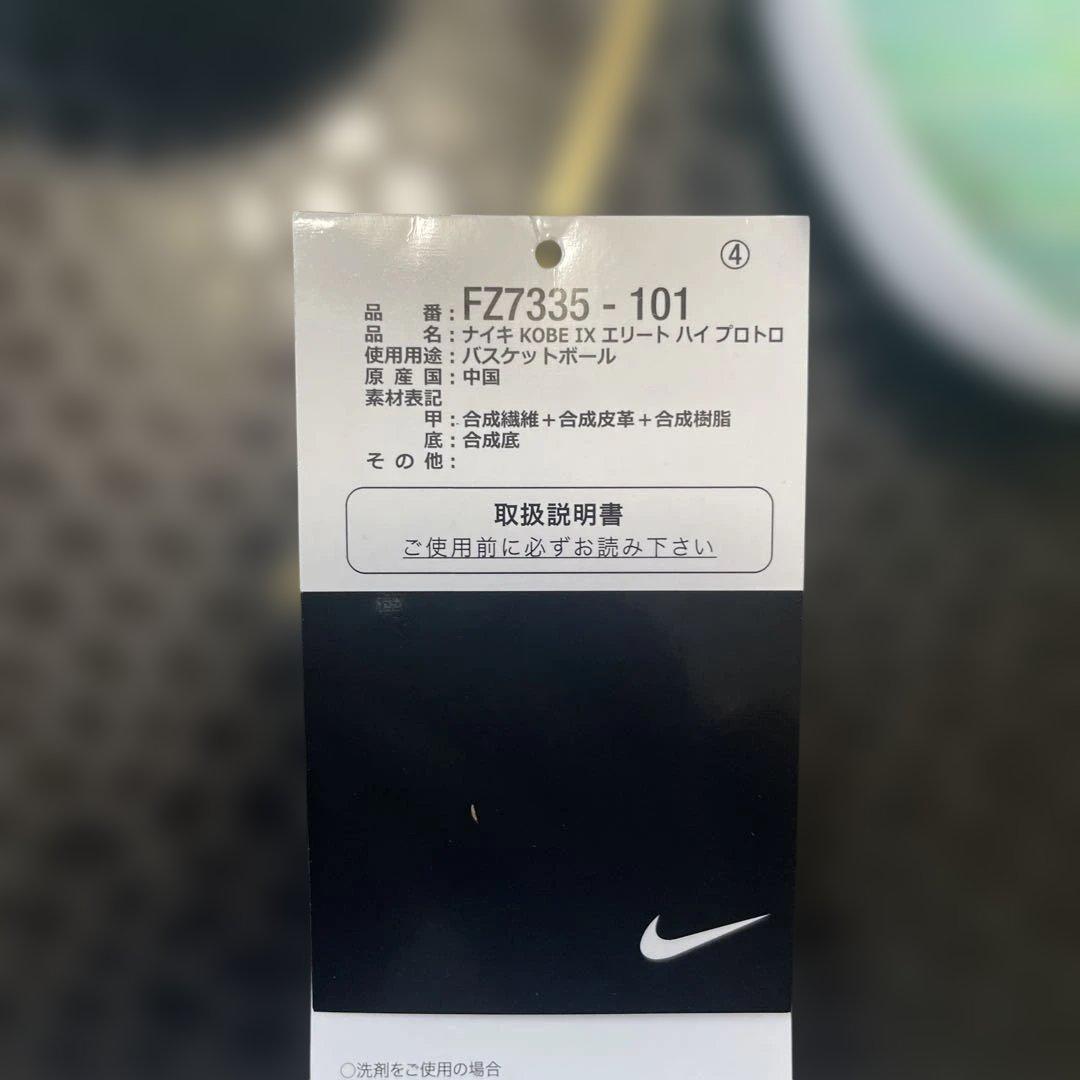 ④
品番：FZ7335 - 101
品名：ナイキ KOBE IX エリート ハイ プロトロ
使用用途：バスケットボール
原産国：中国
素材表記
甲：合成繊維＋合成皮革＋合成樹脂
底：合成底
その他：
取扱説明書
ご使用前に必ずお読み下さい
○洗剤をご使用の場合